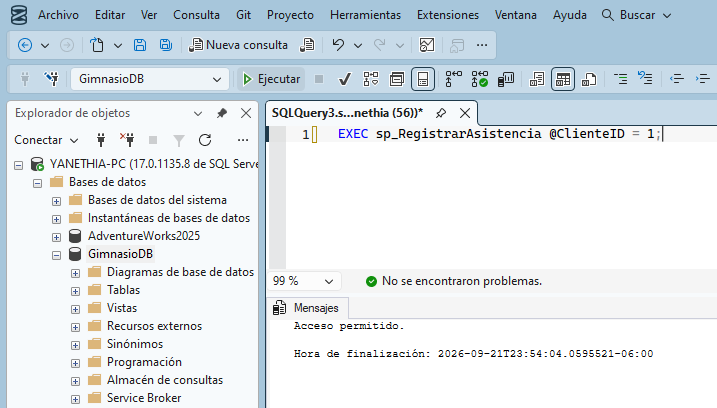 Archivo Editar Ver Consulta Git Proyecto Herramientas Extensiones Ventana Ayuda Buscar
Nueva consulta
GimnasioDB Ejecutar
Explorador de objetos
Conectar
YANETHIA-PC (17.0.1135.8 de SQL Serve
Bases de datos
Bases de datos del sistema
Instantáneas de bases de datos
AdventureWorks2025
GimnasioDB
Diagramas de base de datos
Tablas
Vistas
Recursos externos
Sinónimos
Programación
Almacén de consultas
Service Broker
SQLQuery3.s...nethia (56))*
1 EXEC sp_RegistrarAsistencia @ClienteID = 1;
99 % No se encontraron problemas.
Mensajes
Acceso permitido.
Hora de finalización: 2026-09-21T23:54:04.0595521-06:00